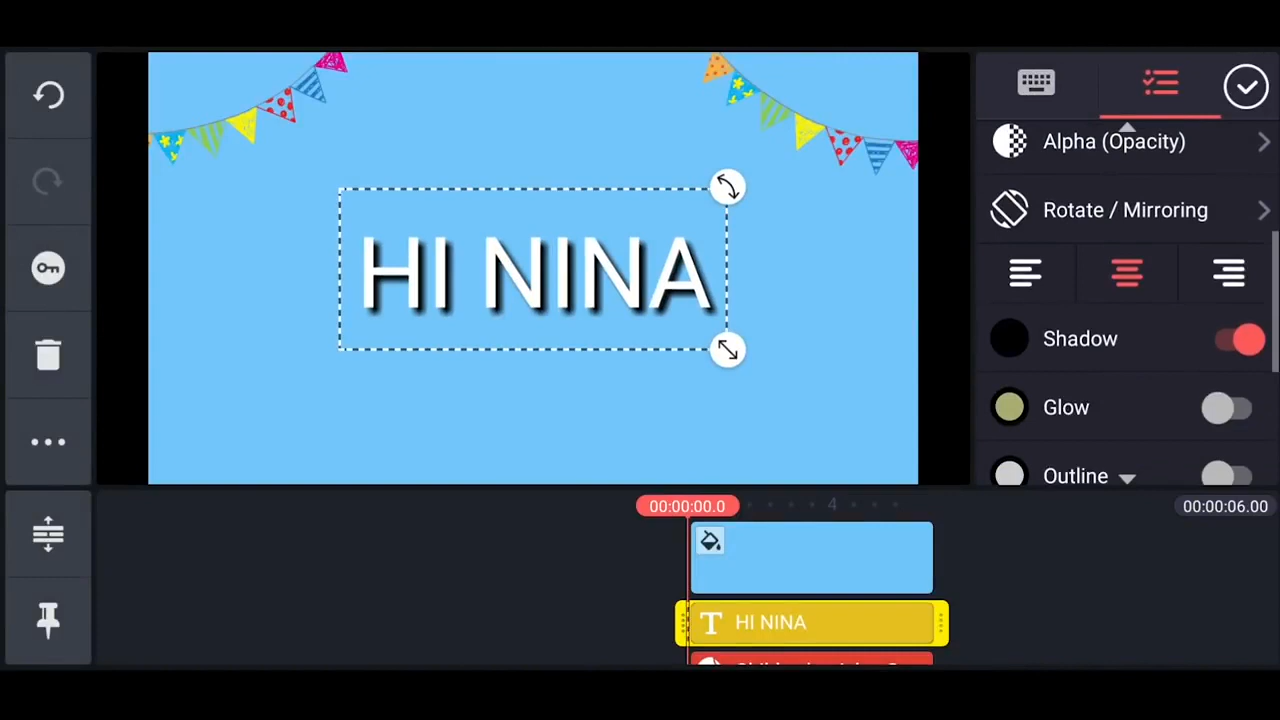 Alpha (Opacity)
Rotate / Mirroring
HI NINA
Shadow
Glow
Outline
00:00:00.0
4
00:00:06.00
T HI NINA